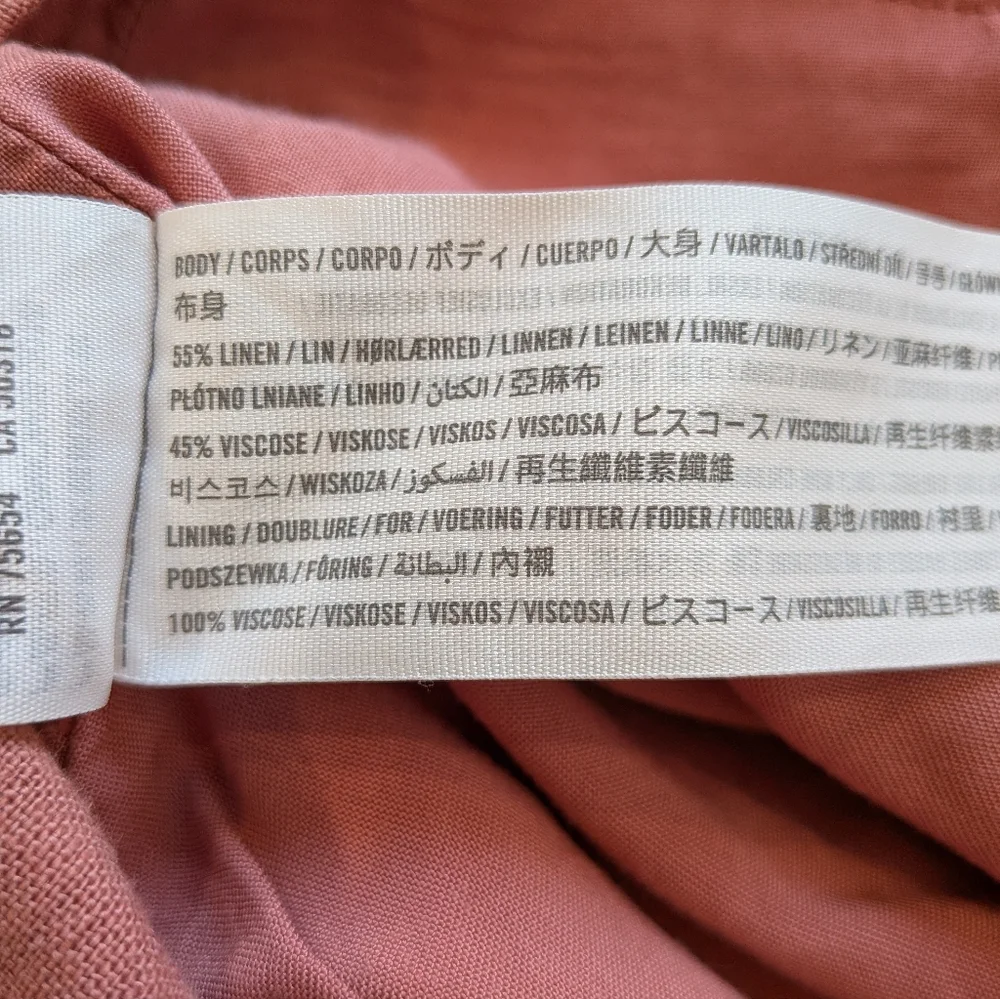 BODY / CORPS / CORPO / ボディ / CUERPO / 大身 / VARTALO / STŘEDNÍ DÍL / 몸통 /
布身
55% LINEN / LIN / HØRLÆRRED / LINNEN / LEINEN / LINNE / LINO / リネン / 亚麻纤维 /
PŁÓTNO LNIANE / LINHO / الكتان / 亞麻布
45% VISCOSE / VISKOSE / VISKOS / VISCOSA / ビスコース / VISCOSILLA / 再生纤维素
비스코스 / WISKOZA / الفسكوز / 再生纖維素纖維
LINING / DOUBLURE / FOR / VOERING / FUTTER / FODER / FODERA / 裏地 / FORRO / 衬里 /
PODSZEWKA / FÔRING / البطانة / 內襯
100% VISCOSE / VISKOSE / VISKOS / VISCOSA / ビスコース / VISCOSILLA / 再生纤维
RN 75654